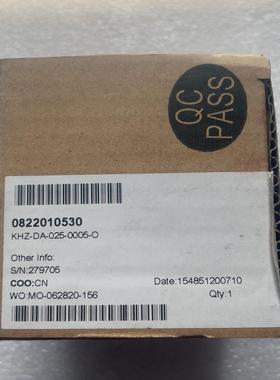 QC
PASS
0822010530
KHZ-DA-025-0005-O
Other Info:
S/N:279705
COO:CN Date:154851200710
WO:MO-062820-156 Qty:1